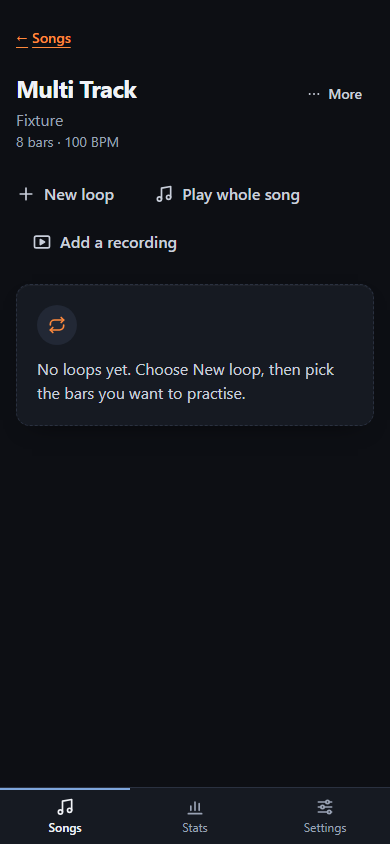 ← Songs
Multi Track
··· More
Fixture
8 bars · 100 BPM
New loop
Play whole song
Add a recording
No loops yet. Choose New loop, then pick
the bars you want to practise.
Songs
Stats
Settings